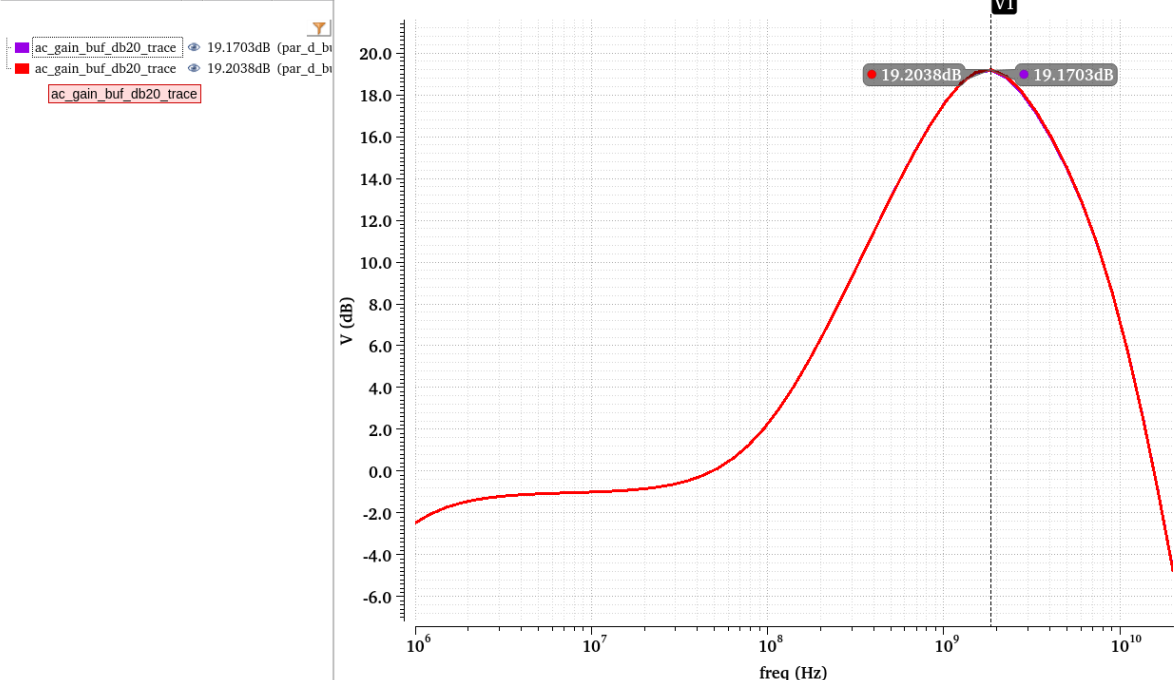 V1
ac_gain_buf_db20_trace 19.1703dB (par_d_bu
ac_gain_buf_db20_trace 19.2038dB (par_d_bu
ac_gain_buf_db20_trace
19.2038dB 19.1703dB
20.0
18.0
16.0
14.0
12.0
10.0
8.0
6.0
4.0
2.0
0.0
-2.0
-4.0
-6.0
V (dB)
10⁶ 10⁷ 10⁸ 10⁹ 10¹⁰
freq (Hz)